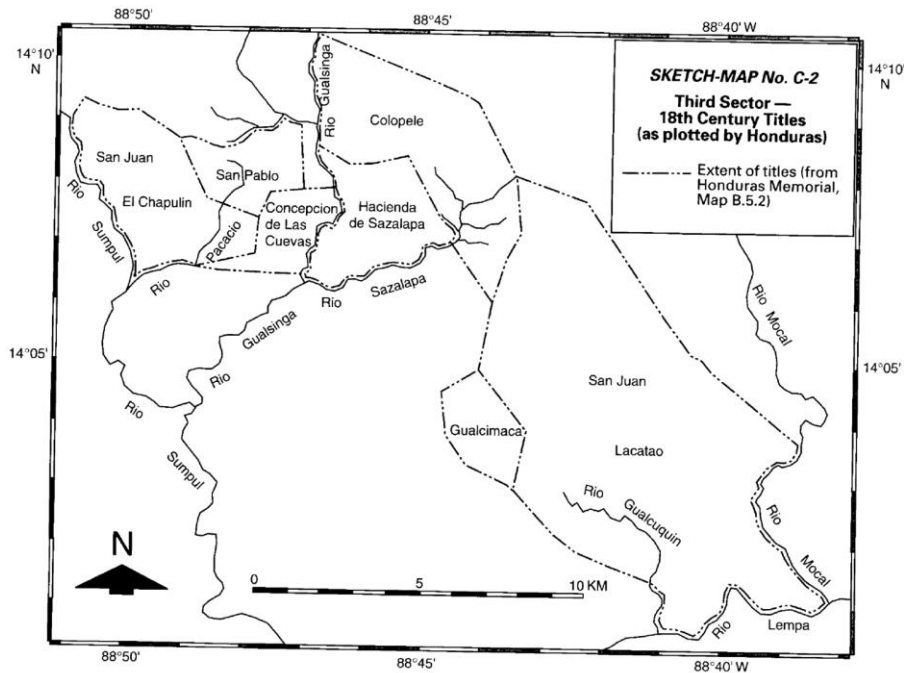 88°50'
88°45'
88°40' W
14°10'
N
14°10'
N
SKETCH-MAP No. C-2
Third Sector —
18th Century Titles
(as plotted by Honduras)
Extent of titles (from
Honduras Memorial,
Map B.5.2)
Gualsinga
Rio
Colopele
San Juan
San Pablo
Rio
El Chapulin
Concepcion
de Las
Cuevas
Hacienda
de Sazalapa
Sumpul
Pacacio
Rio
Rio
Sazalapa
Gualsinga
Rio
Rio Mocal
14°05'
14°05'
Rio
San Juan
Gualcimaca
Lacatao
Sumpul
Rio
Gualcuquin
Rio
Mocal
N
0
5
10 KM
Rio
Lempa
88°50'
88°45'
88°40' W